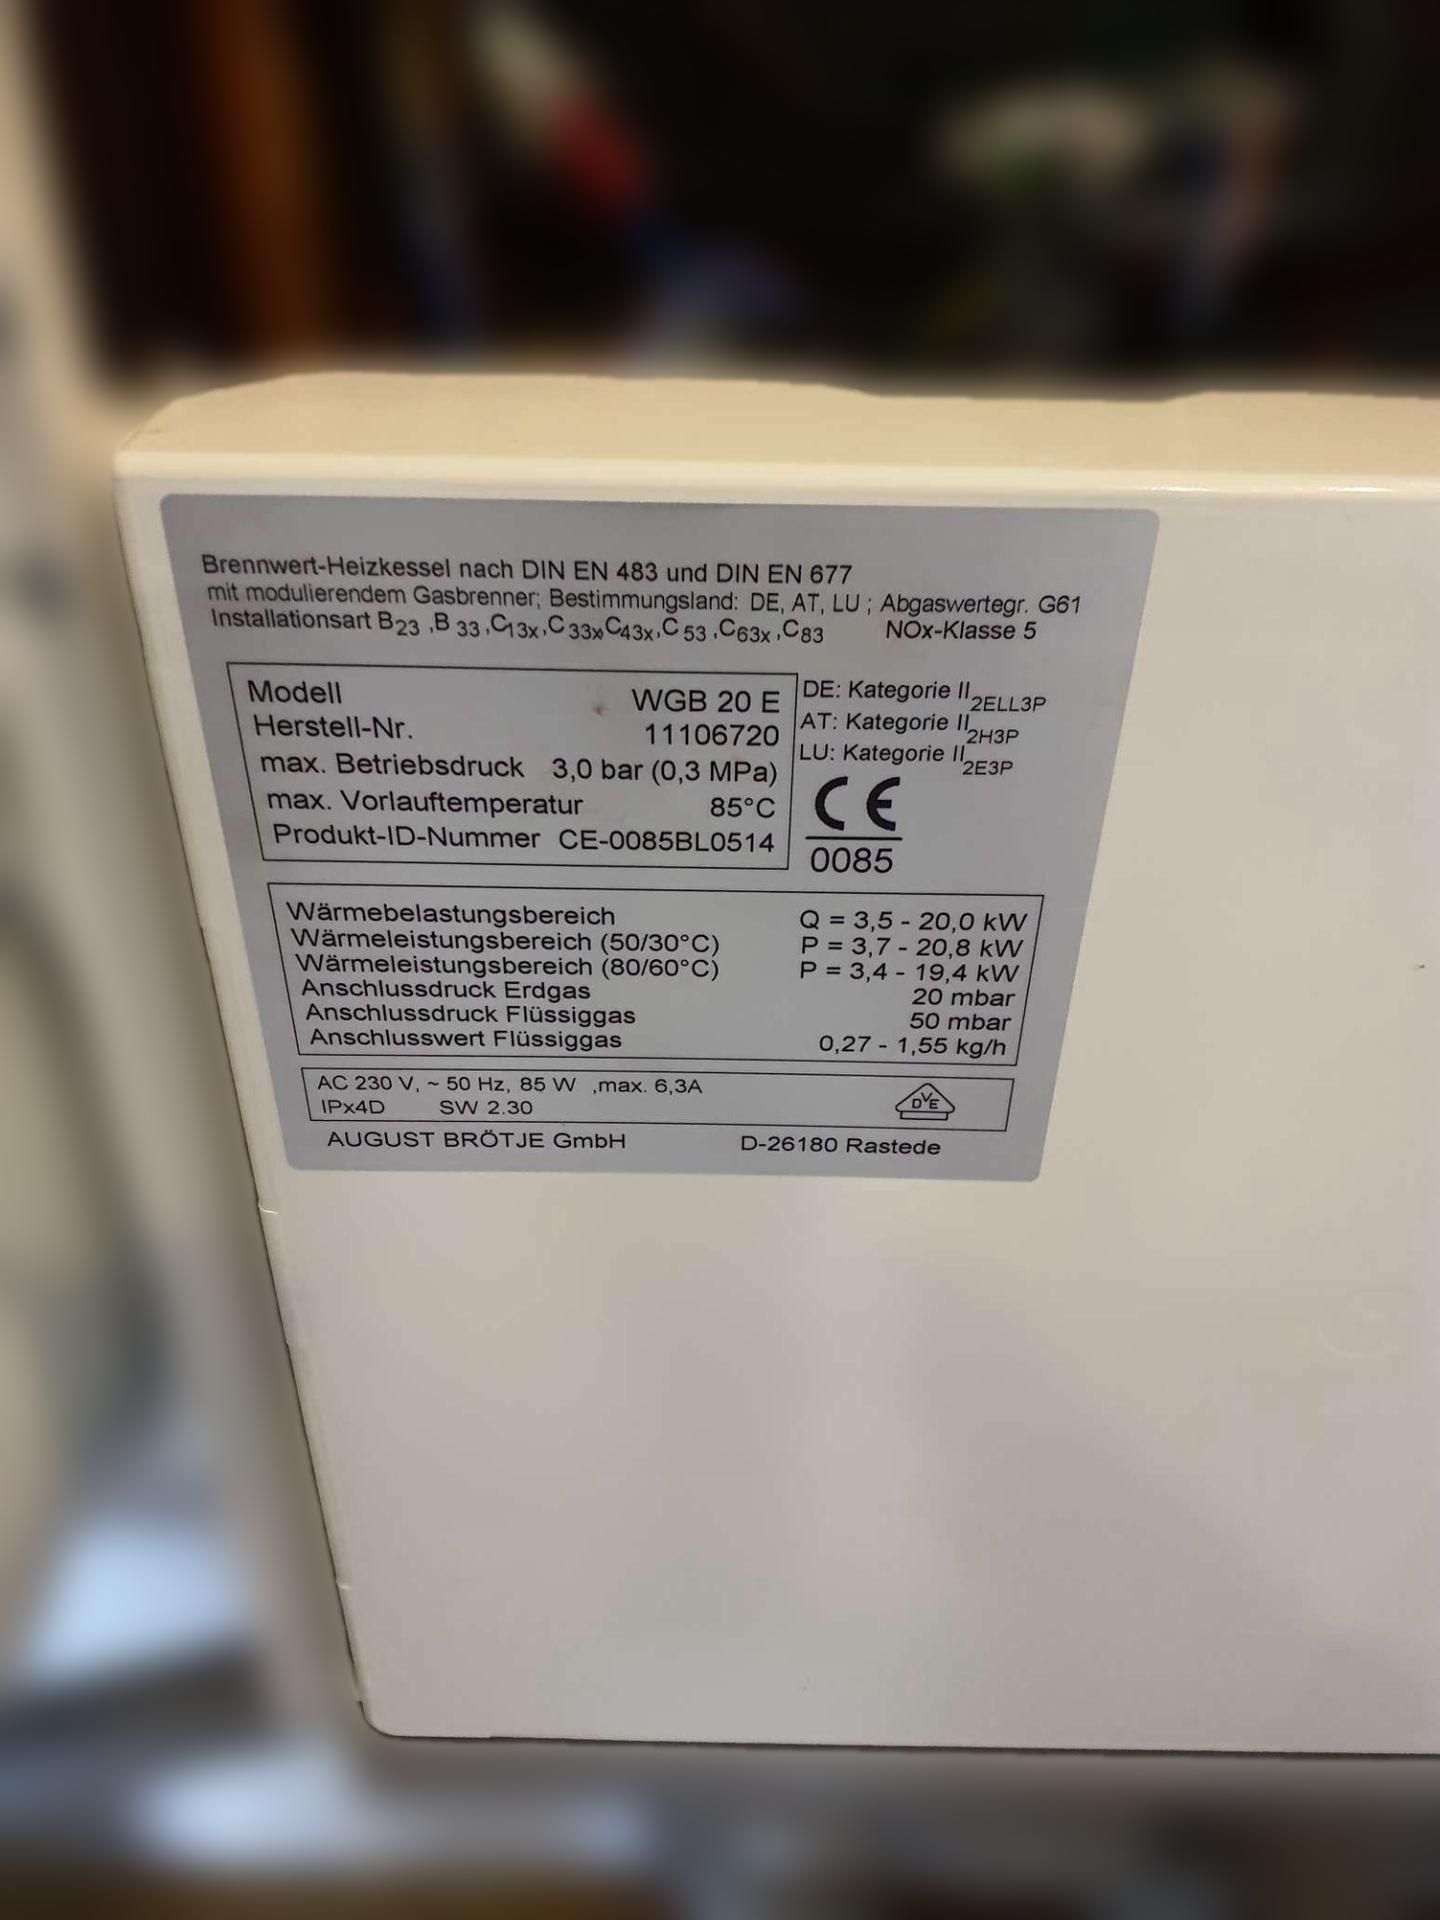 Brennwert-Heizkessel nach DIN EN 483 und DIN EN 677
mit modulierendem Gasbrenner; Bestimmungsland: DE, AT, LU ; Abgaswertegr. G61
Installationsart B23 ,B 33 ,C13x,C 33x,C43x,C 53 ,C63x ,C83 NOx-Klasse 5
Modell WGB 20 E
Herstell-Nr. 11106720
max. Betriebsdruck 3,0 bar (0,3 MPa)
max. Vorlauftemperatur 85°C
Produkt-ID-Nummer CE-0085BL0514
DE: Kategorie II2ELL3P
AT: Kategorie II2H3P
LU: Kategorie II2E3P
CE
0085
Wärmebelastungsbereich Q = 3,5 - 20,0 kW
Wärmeleistungsbereich (50/30°C) P = 3,7 - 20,8 kW
Wärmeleistungsbereich (80/60°C) P = 3,4 - 19,4 kW
Anschlussdruck Erdgas 20 mbar
Anschlussdruck Flüssiggas 50 mbar
Anschlusswert Flüssiggas 0,27 - 1,55 kg/h
AC 230 V, ~ 50 Hz, 85 W ,max. 6,3A
IPx4D SW 2.30
DVE
AUGUST BRÖTJE GmbH D-26180 Rastede